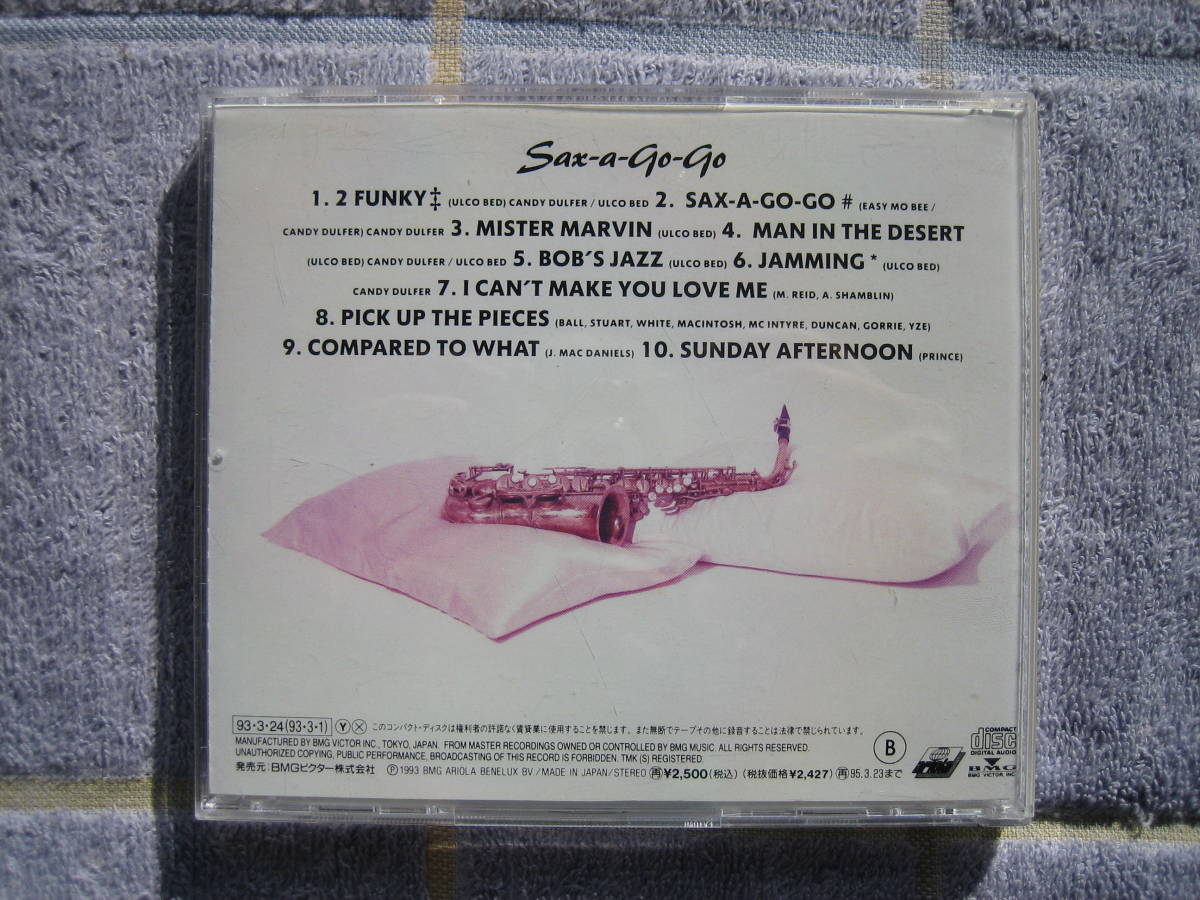 Sax-a-Go-Go
1. 2 FUNKY ‡ (ULCO BED) CANDY DULFER / ULCO BED 2. SAX-A-GO-GO # (EASY MO BEE /
CANDY DULFER) CANDY DULFER 3. MISTER MARVIN (ULCO BED) 4. MAN IN THE DESERT
(ULCO BED) CANDY DULFER / ULCO BED 5. BOB'S JAZZ (ULCO BED) 6. JAMMING * (ULCO BED)
CANDY DULFER 7. I CAN'T MAKE YOU LOVE ME (M. REID, A. SHAMBLIN)
8. PICK UP THE PIECES (BALL, STUART, WHITE, MACINTOSH, MC INTYRE, DUNCAN, GORRIE, YZE)
9. COMPARED TO WHAT (J. MAC DANIELS) 10. SUNDAY AFTERNOON (PRINCE)
93・3・24(93・3・1) Ⓨ Ⓧ このコンパクト・ディスクは権利者の許諾なく賃貸業に使用することを禁じます。また無断でテープその他に録音することは法律で禁じられています。
MANUFACTURED BY BMG VICTOR INC., TOKYO, JAPAN. FROM MASTER RECORDINGS OWNED OR CONTROLLED BY BMG MUSIC. ALL RIGHTS RESERVED.
UNAUTHORIZED COPYING, PUBLIC PERFORMANCE, BROADCASTING OF THIS RECORD IS FORBIDDEN. TMK (S) REGISTERED.
発売元:BMGビクター株式会社 Ⓟ 1993 BMG ARIOLA BENELUX BV/MADE IN JAPAN/STEREO 再¥2,500(税込)(税抜価格¥2,427)再95.3.23まで
B
COMPACT
disc
DIGITAL AUDIO
BMG
BMG VICTOR, INC.